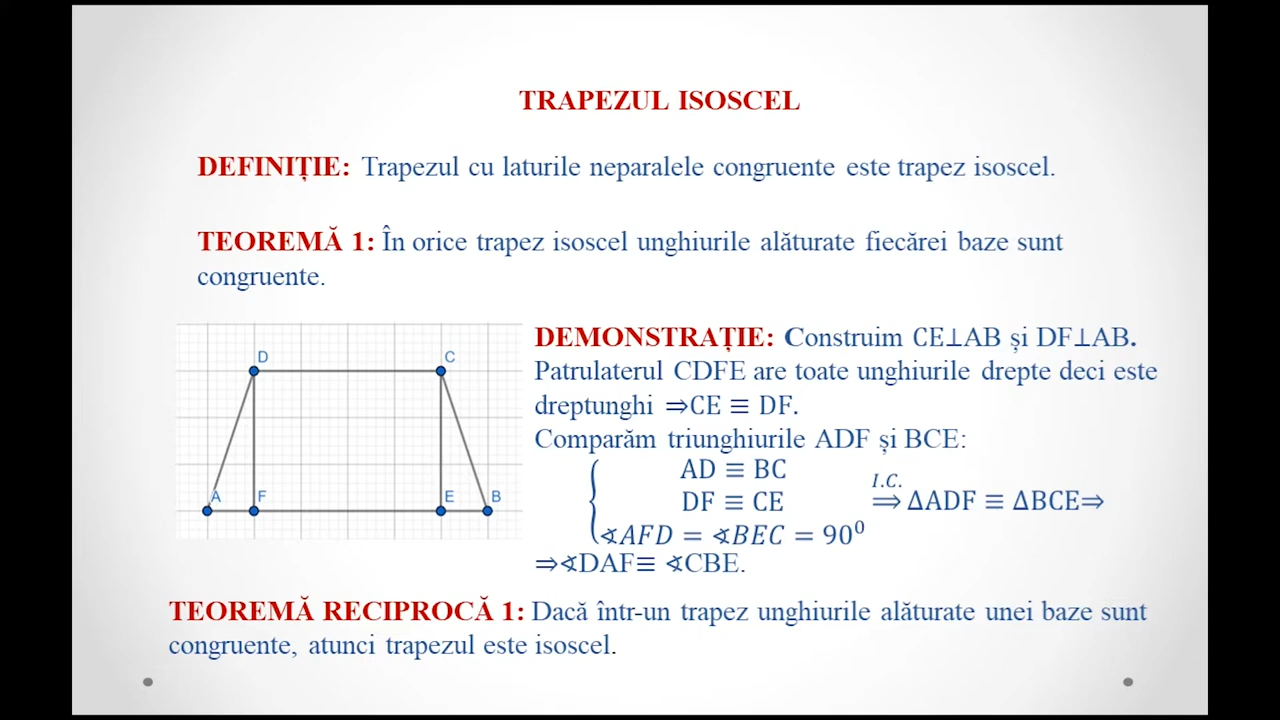 TRAPEZUL ISOSCEL
DEFINIȚIE: Trapezul cu laturile neparalele congruente este trapez isoscel.
TEOREMĂ 1: În orice trapez isoscel unghiurile alăturate fiecărei baze sunt
congruente.
D C
A F E B
DEMONSTRAȚIE: Construim CE⊥AB și DF⊥AB.
Patrulaterul CDFE are toate unghiurile drepte deci este
dreptunghi ⇒CE ≡ DF.
Comparăm triunghiurile ADF și BCE:
AD ≡ BC
I.C.
DF ≡ CE ⟹ ΔADF ≡ ΔBCE⇒
∢AFD = ∢BEC = 90⁰
⇒∢DAF≡ ∢CBE.
TEOREMĂ RECIPROCĂ 1: Dacă într-un trapez unghiurile alăturate unei baze sunt
congruente, atunci trapezul este isoscel.